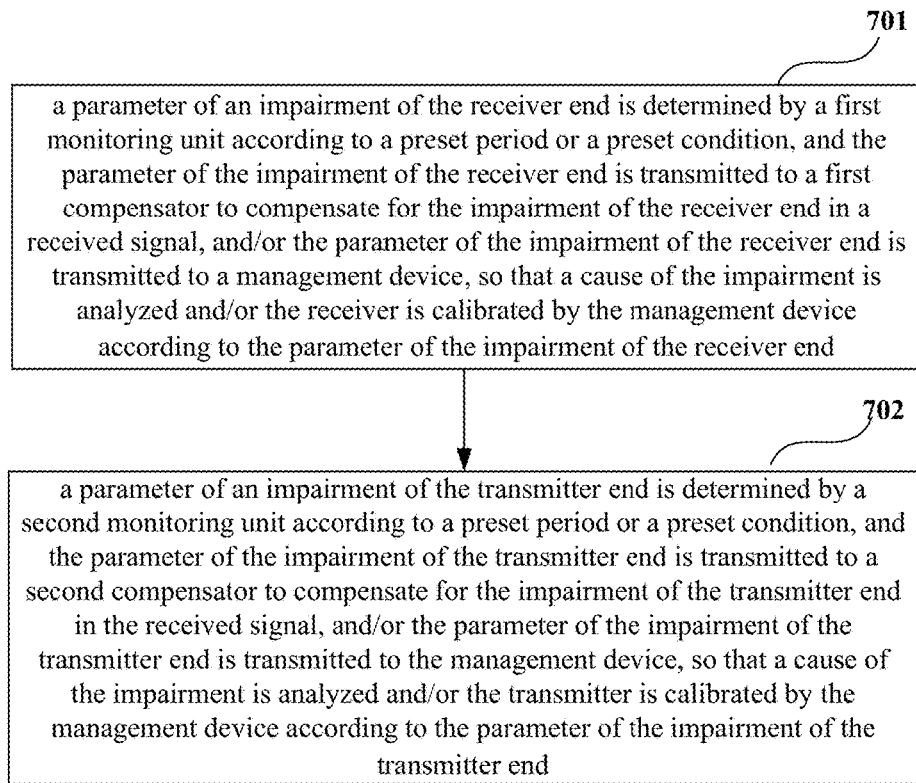 701
a parameter of an impairment of the receiver end is determined by a first
monitoring unit according to a preset period or a preset condition, and the
parameter of the impairment of the receiver end is transmitted to a first
compensator to compensate for the impairment of the receiver end in a
received signal, and/or the parameter of the impairment of the receiver end is
transmitted to a management device, so that a cause of the impairment is
analyzed and/or the receiver is calibrated by the management device
according to the parameter of the impairment of the receiver end
702
a parameter of an impairment of the transmitter end is determined by a
second monitoring unit according to a preset period or a preset condition, and
the parameter of the impairment of the transmitter end is transmitted to a
second compensator to compensate for the impairment of the transmitter end
in the received signal, and/or the parameter of the impairment of the
transmitter end is transmitted to the management device, so that a cause of
the impairment is analyzed and/or the transmitter is calibrated by the
management device according to the parameter of the impairment of the
transmitter end